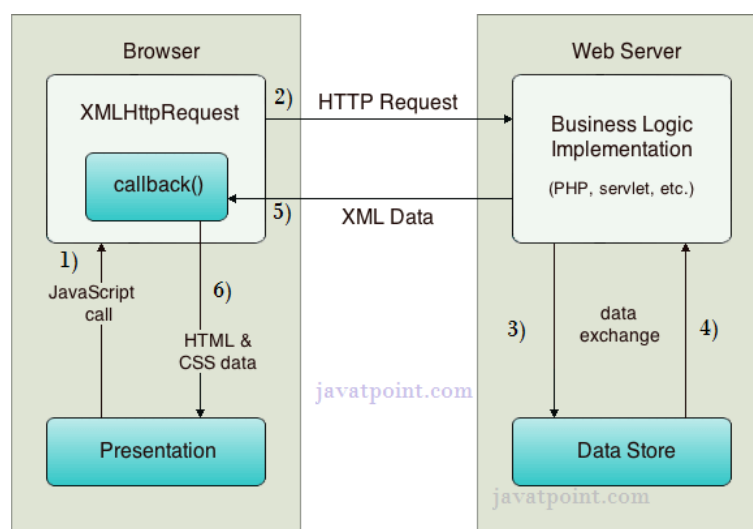 Browser
Web Server
XMLHttpRequest
2)
HTTP Request
Business Logic
Implementation
(PHP, servlet, etc.)
callback()
5)
XML Data
1)
JavaScript
call
6)
HTML &
CSS data
3)
data
exchange
4)
javatpoint.com
Presentation
Data Store
javatpoint.com